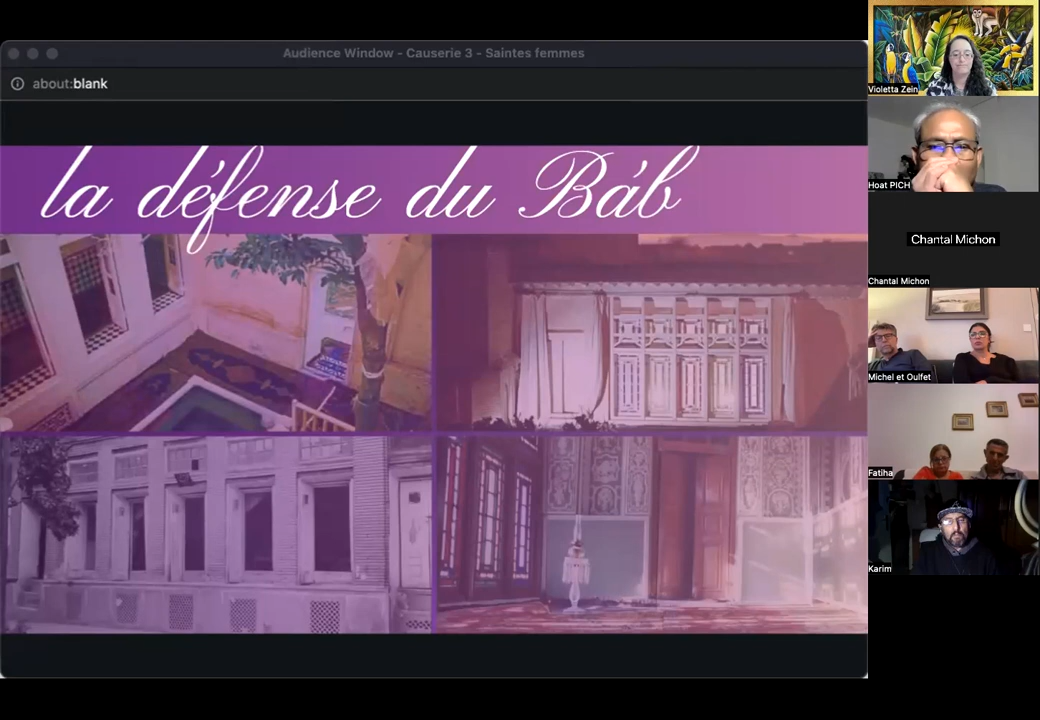 Audience Window - Causerie 3 - Saintes femmes
about:blank
la défense du Báb
Violetta Zein
Hoat PICH
Chantal Michon
Chantal Michon
Michel et Oulfet
Fatiha
Karim